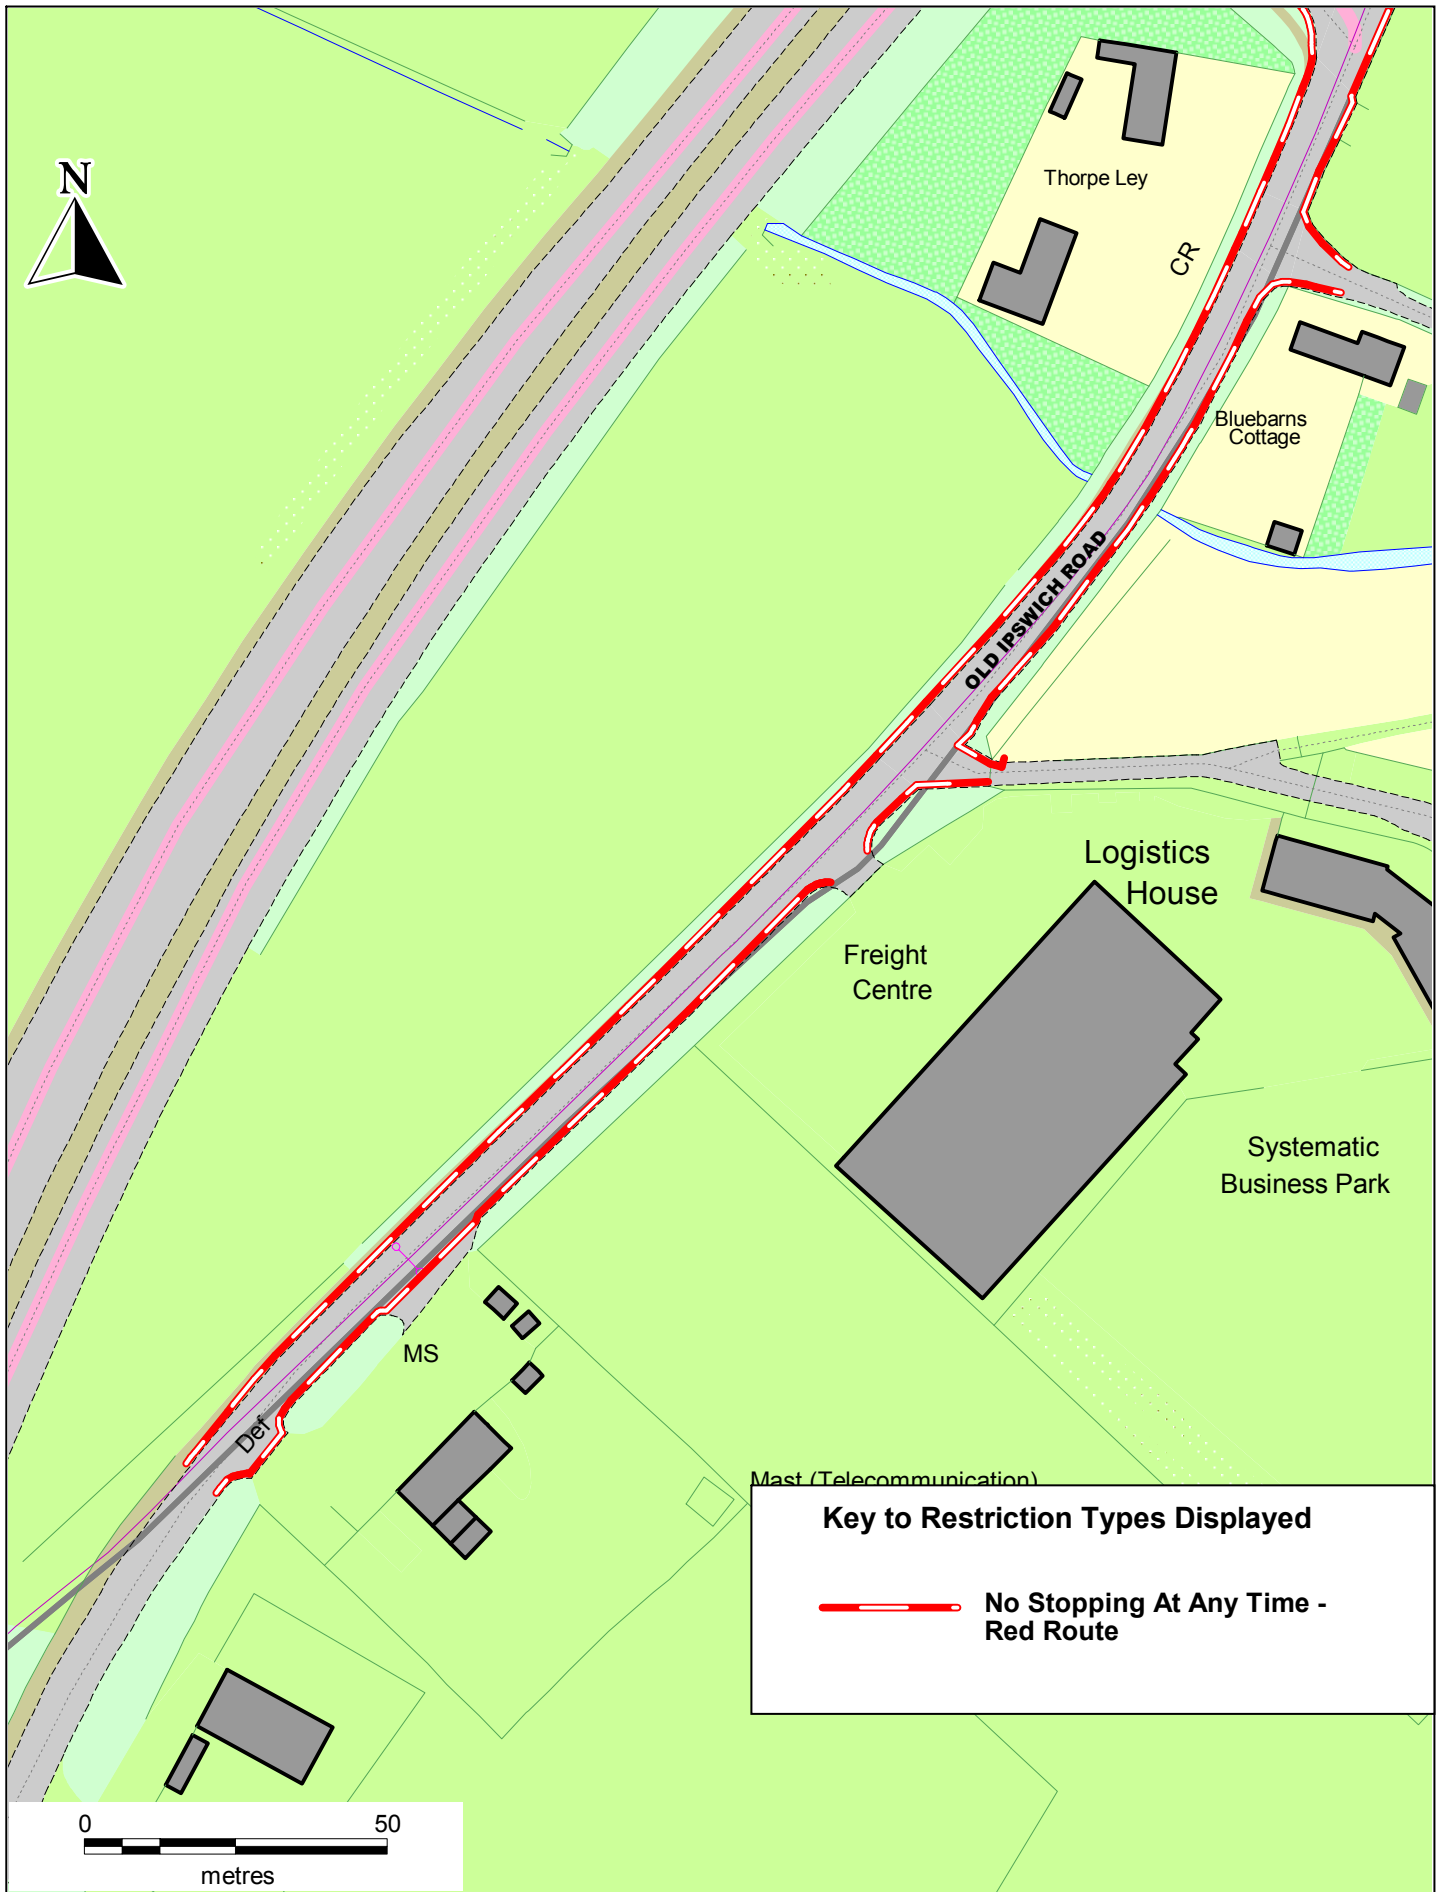 N
Thorpe Ley
CR
Bluebarns
Cottage
OLD IPSWICH ROAD
Logistics
House
Freight
Centre
Systematic
Business Park
MS
Def
Mast (Telecommunication)
Key to Restriction Types Displayed
No Stopping At Any Time -
Red Route
0 50
metres